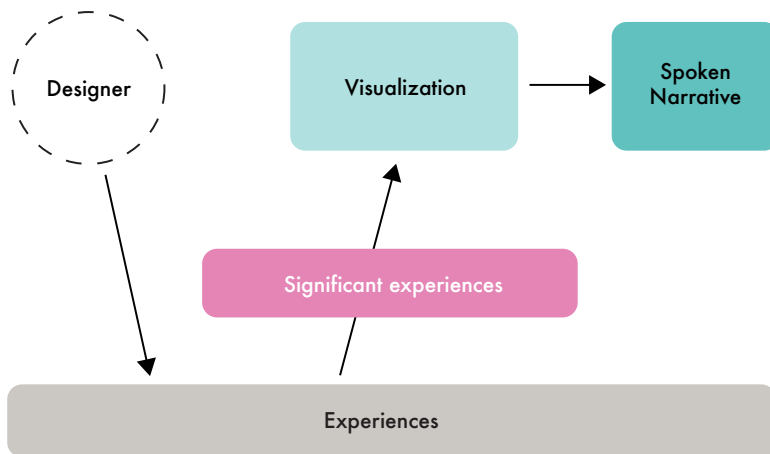 Designer
Visualization
Spoken
Narrative
Significant experiences
Experiences